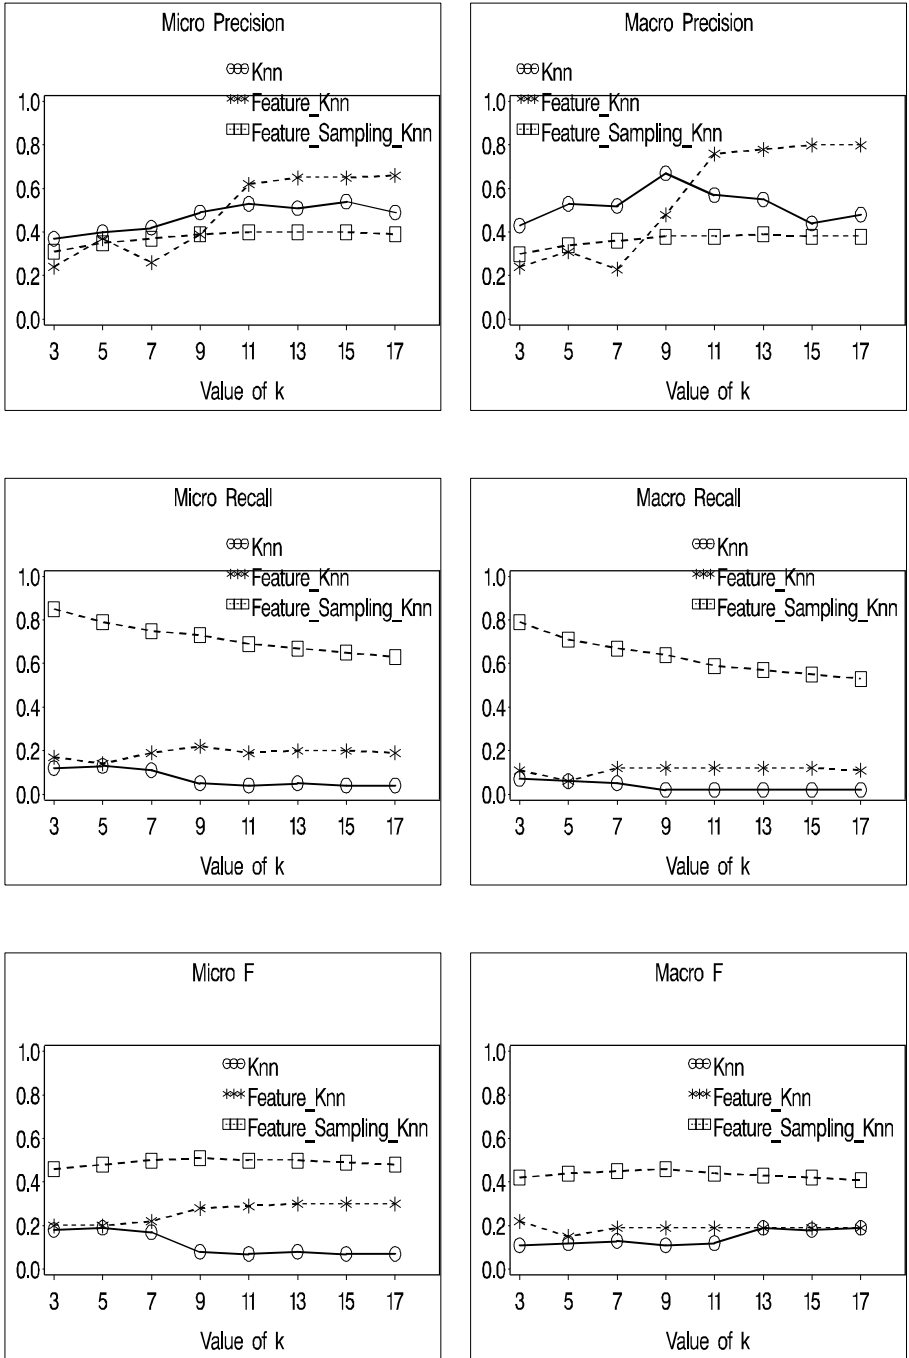 Micro Precision
Knn
Feature_Knn
Feature_Sampling_Knn
1.0
0.8
0.6
0.4
0.2
0.0
3 5 7 9 11 13 15 17
Value of k
Macro Precision
Knn
Feature_Knn
Feature_Sampling_Knn
1.0
0.8
0.6
0.4
0.2
0.0
3 5 7 9 11 13 15 17
Value of k
Micro Recall
Knn
Feature_Knn
Feature_Sampling_Knn
1.0
0.8
0.6
0.4
0.2
0.0
3 5 7 9 11 13 15 17
Value of k
Macro Recall
Knn
Feature_Knn
Feature_Sampling_Knn
1.0
0.8
0.6
0.4
0.2
0.0
3 5 7 9 11 13 15 17
Value of k
Micro F
Knn
Feature_Knn
Feature_Sampling_Knn
1.0
0.8
0.6
0.4
0.2
0.0
3 5 7 9 11 13 15 17
Value of k
Macro F
Knn
Feature_Knn
Feature_Sampling_Knn
1.0
0.8
0.6
0.4
0.2
0.0
3 5 7 9 11 13 15 17
Value of k